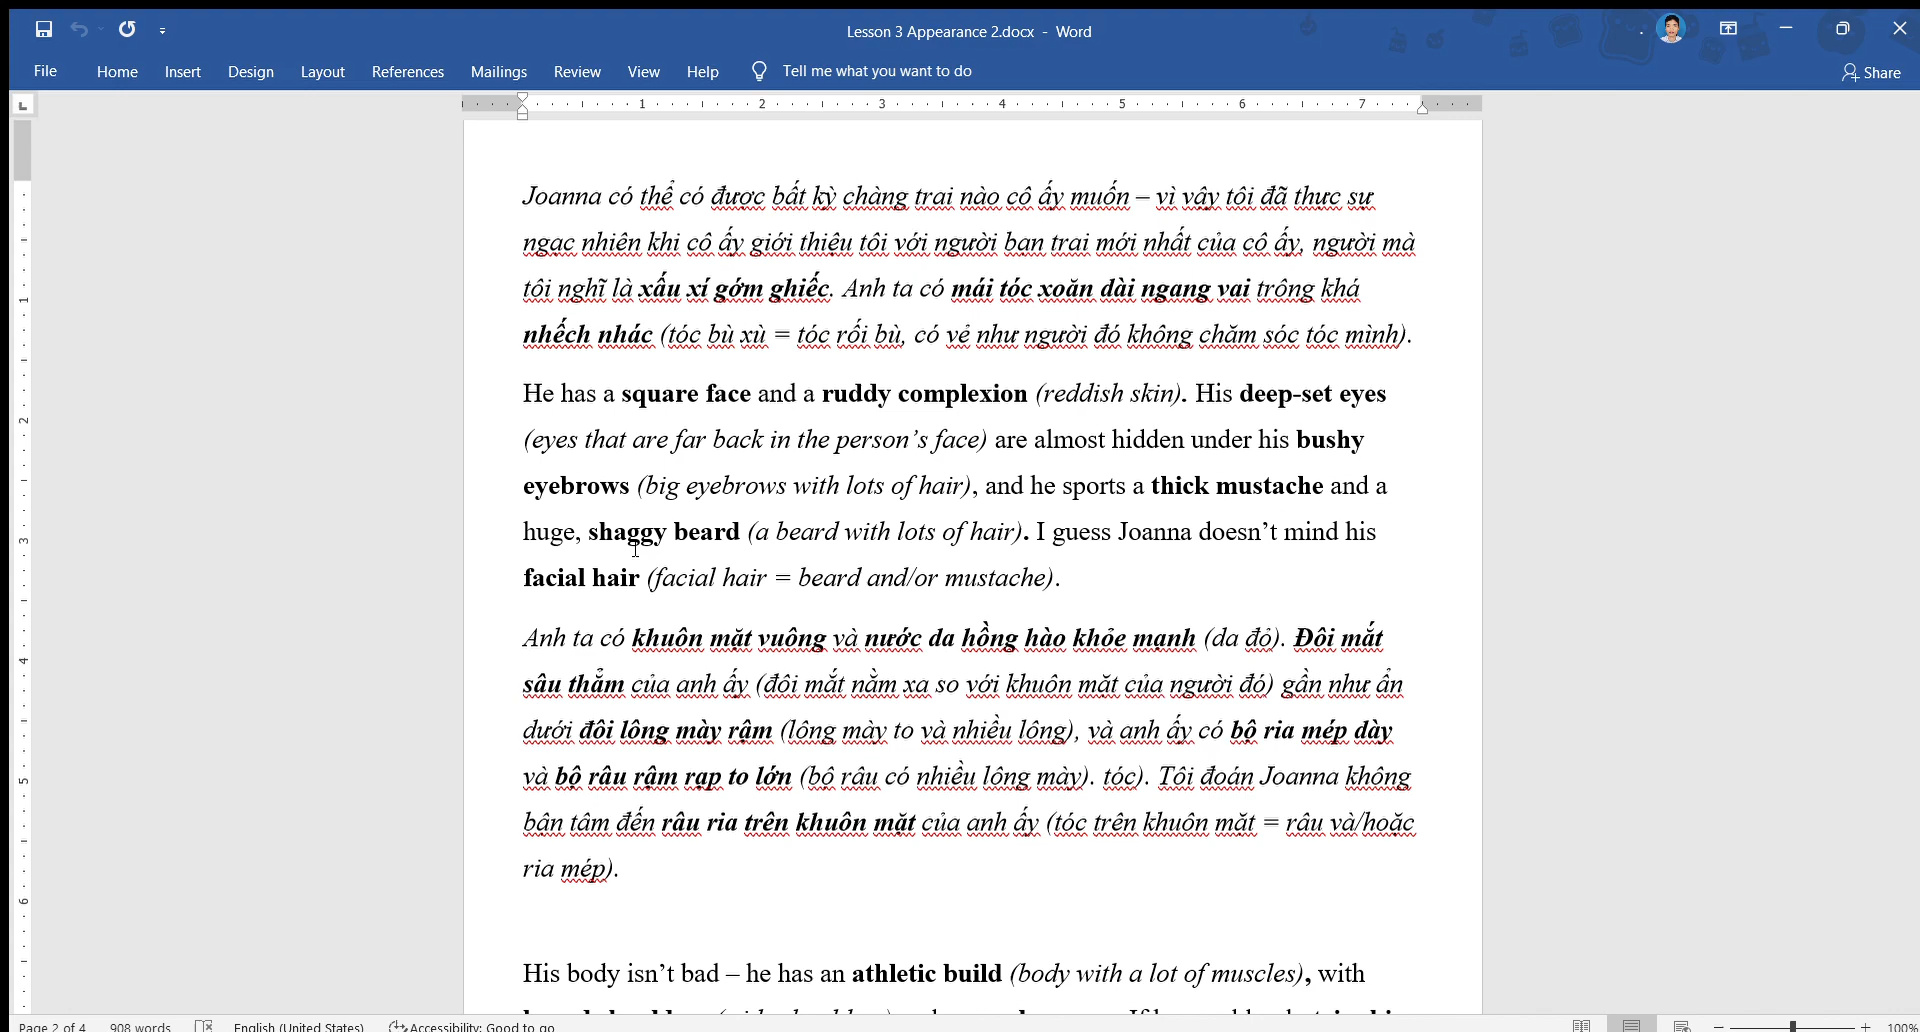 Lesson 3 Appearance 2.docx - Word
File Home Insert Design Layout References Mailings Review View Help Tell me what you want to do Share
1 2 3 4 5 6 7
Joanna có thể có được bất kỳ chàng trai nào cô ấy muốn – vì vậy tôi đã thực sự
ngạc nhiên khi cô ấy giới thiệu tôi với người bạn trai mới nhất của cô ấy, người mà
tôi nghĩ là xấu xí gớm ghiếc. Anh ta có mái tóc xoăn dài ngang vai trông khá
nhếch nhác (tóc bù xù = tóc rối bù, có vẻ như người đó không chăm sóc tóc mình).
He has a square face and a ruddy complexion (reddish skin). His deep-set eyes
(eyes that are far back in the person’s face) are almost hidden under his bushy
eyebrows (big eyebrows with lots of hair), and he sports a thick mustache and a
huge, shaggy beard (a beard with lots of hair). I guess Joanna doesn’t mind his
facial hair (facial hair = beard and/or mustache).
Anh ta có khuôn mặt vuông và nước da hồng hào khỏe mạnh (da đỏ). Đôi mắt
sâu thẳm của anh ấy (đôi mắt nằm xa so với khuôn mặt của người đó) gần như ẩn
dưới đôi lông mày rậm (lông mày to và nhiều lông), và anh ấy có bộ ria mép dày
và bộ râu rậm rạp to lớn (bộ râu có nhiều lông mày). tóc). Tôi đoán Joanna không
bận tâm đến râu ria trên khuôn mặt của anh ấy (tóc trên khuôn mặt = râu và/hoặc
ria mép).
His body isn’t bad – he has an athletic build (body with a lot of muscles), with
Page 2 of 4 908 words English (United States) Accessibility: Good to go 100%